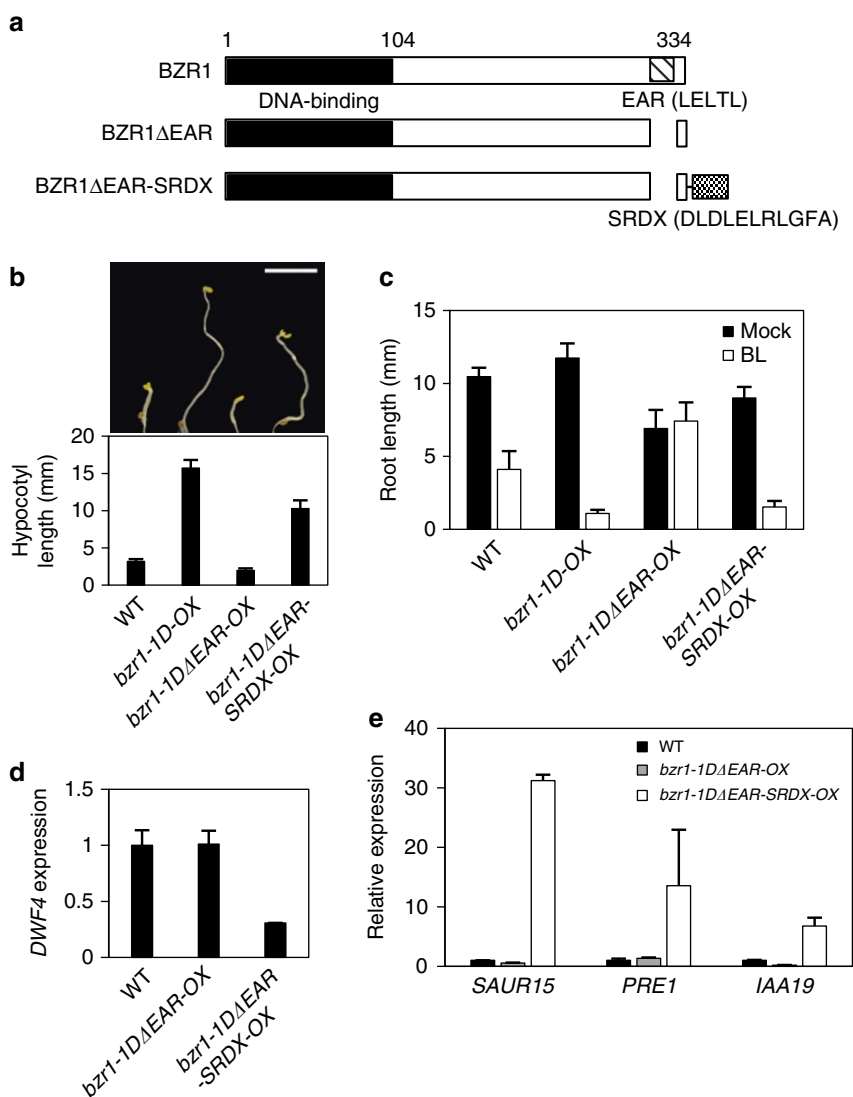 a
1 104 334
BZR1
DNA-binding EAR (LELTL)
BZR1ΔEAR
BZR1ΔEAR-SRDX
SRDX (DLDLELRLGFA)
b
20
15
10
5
0
Hypocotyl
length (mm)
WT
bzr1-1D-OX
bzr1-1DΔEAR-OX
bzr1-1DΔEAR-
SRDX-OX
c
15
10
5
0
Root length (mm)
Mock
BL
WT
bzr1-1D-OX
bzr1-1DΔEAR-OX
bzr1-1DΔEAR-
SRDX-OX
d
1.5
1
0.5
0
DWF4 expression
WT
bzr1-1DΔEAR-OX
bzr1-1DΔEAR
-SRDX-OX
e
40
30
20
10
0
Relative expression
WT
bzr1-1DΔEAR-OX
bzr1-1DΔEAR-SRDX-OX
SAUR15 PRE1 IAA19